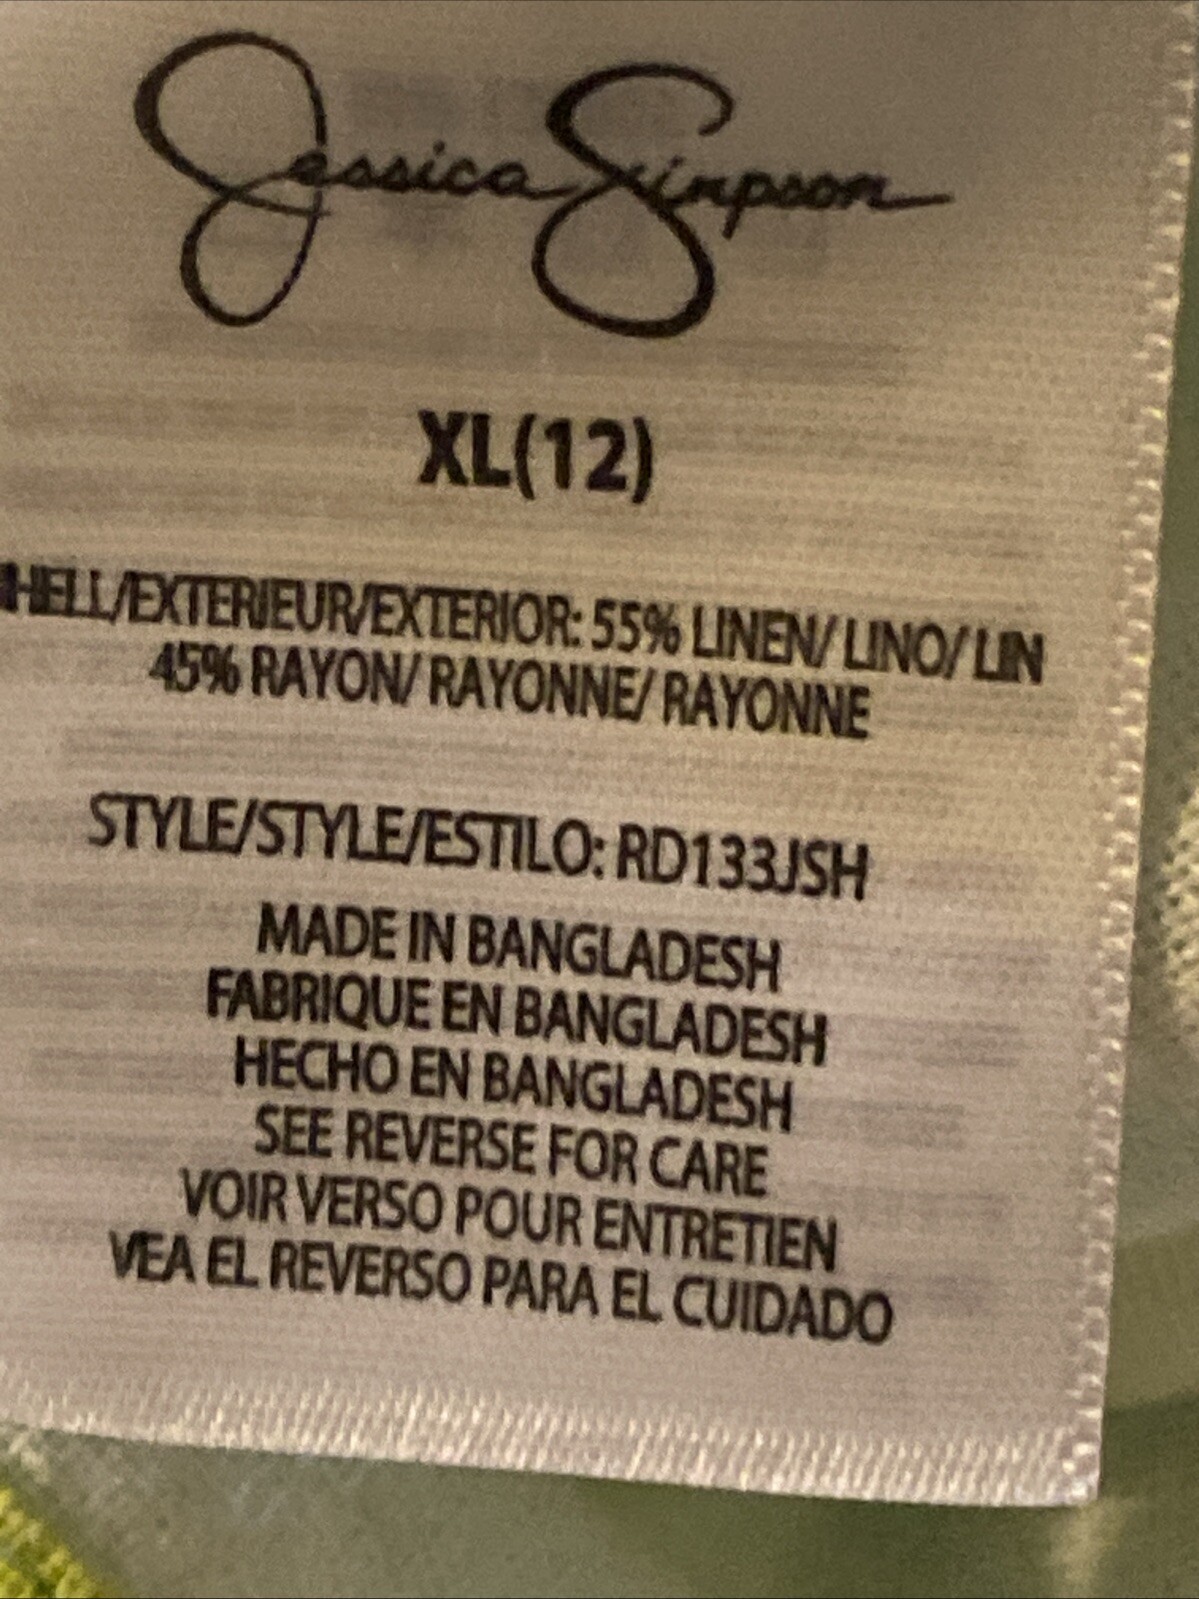 Jessica Simpson
XL(12)
SHELL/EXTERIEUR/EXTERIOR: 55% LINEN/ LINO/ LIN
45% RAYON/ RAYONNE/ RAYONNE
STYLE/STYLE/ESTILO: RD133JSH
MADE IN BANGLADESH
FABRIQUE EN BANGLADESH
HECHO EN BANGLADESH
SEE REVERSE FOR CARE
VOIR VERSO POUR ENTRETIEN
VEA EL REVERSO PARA EL CUIDADO